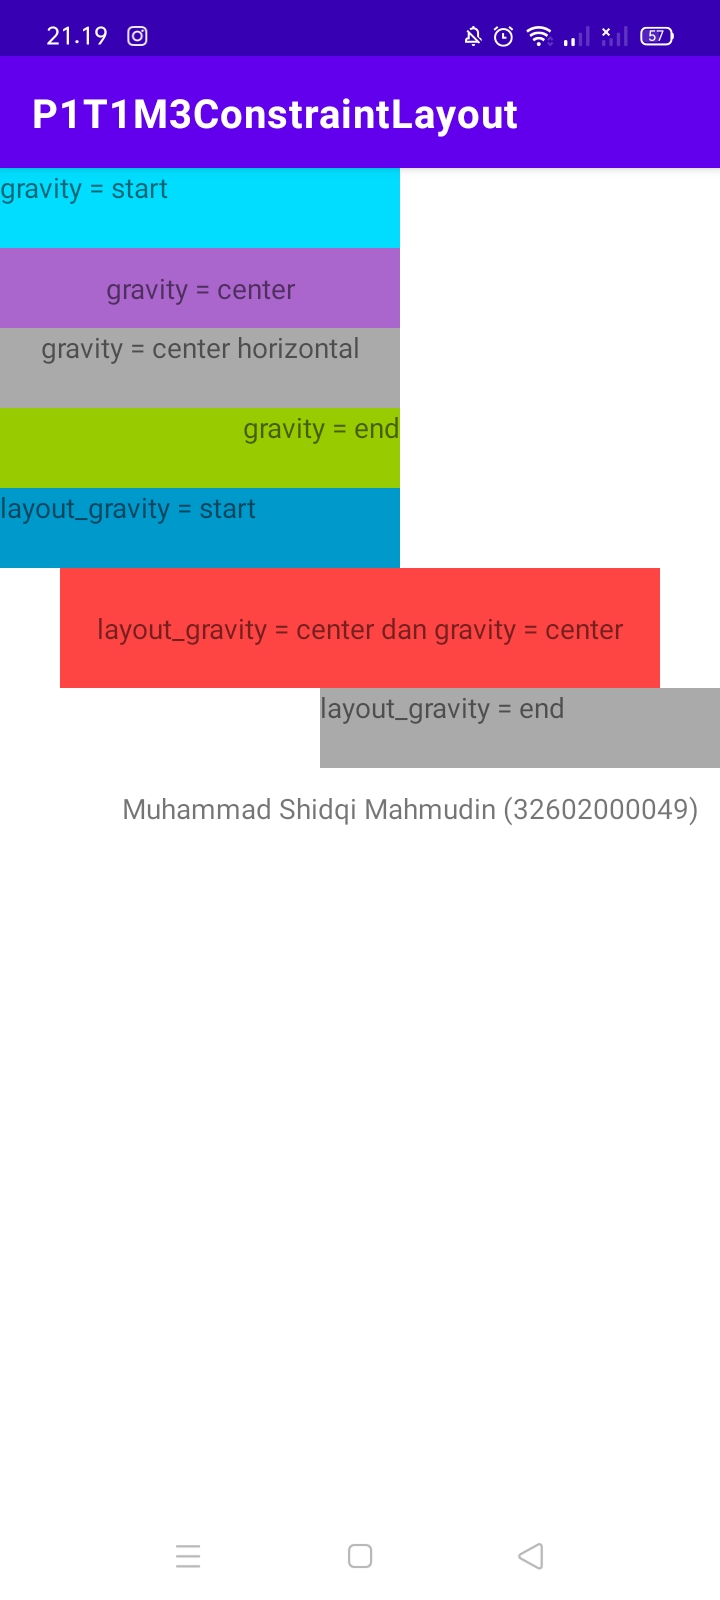 21.19
57
P1T1M3ConstraintLayout
gravity = start
gravity = center
gravity = center horizontal
gravity = end
layout_gravity = start
layout_gravity = center dan gravity = center
layout_gravity = end
Muhammad Shidqi Mahmudin (32602000049)